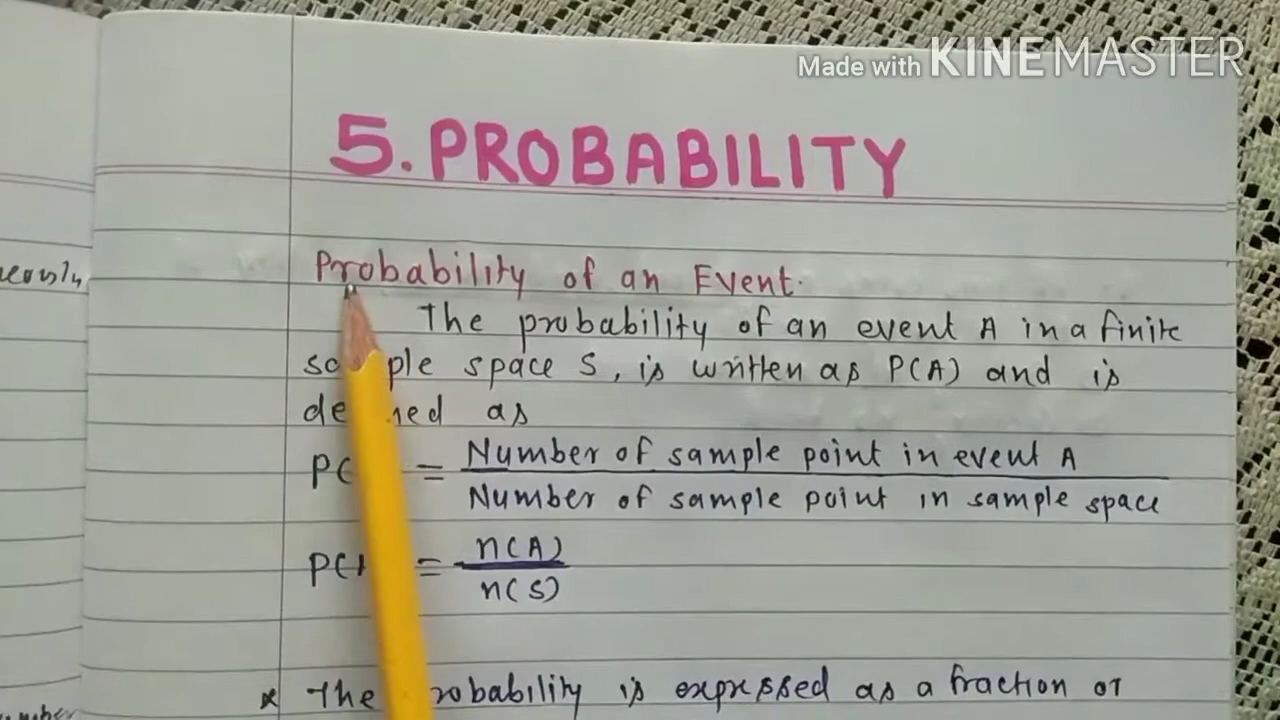 Made with KINEMASTER
5. PROBABILITY
Probability of an Event.
The probability of an event A in a finite
ple space S, is written as P(A) and is
as
P( = Number of sample point in event A
Number of sample point in sample space
P( = n(A)
n(S)
* The robability is expressed as a fraction or